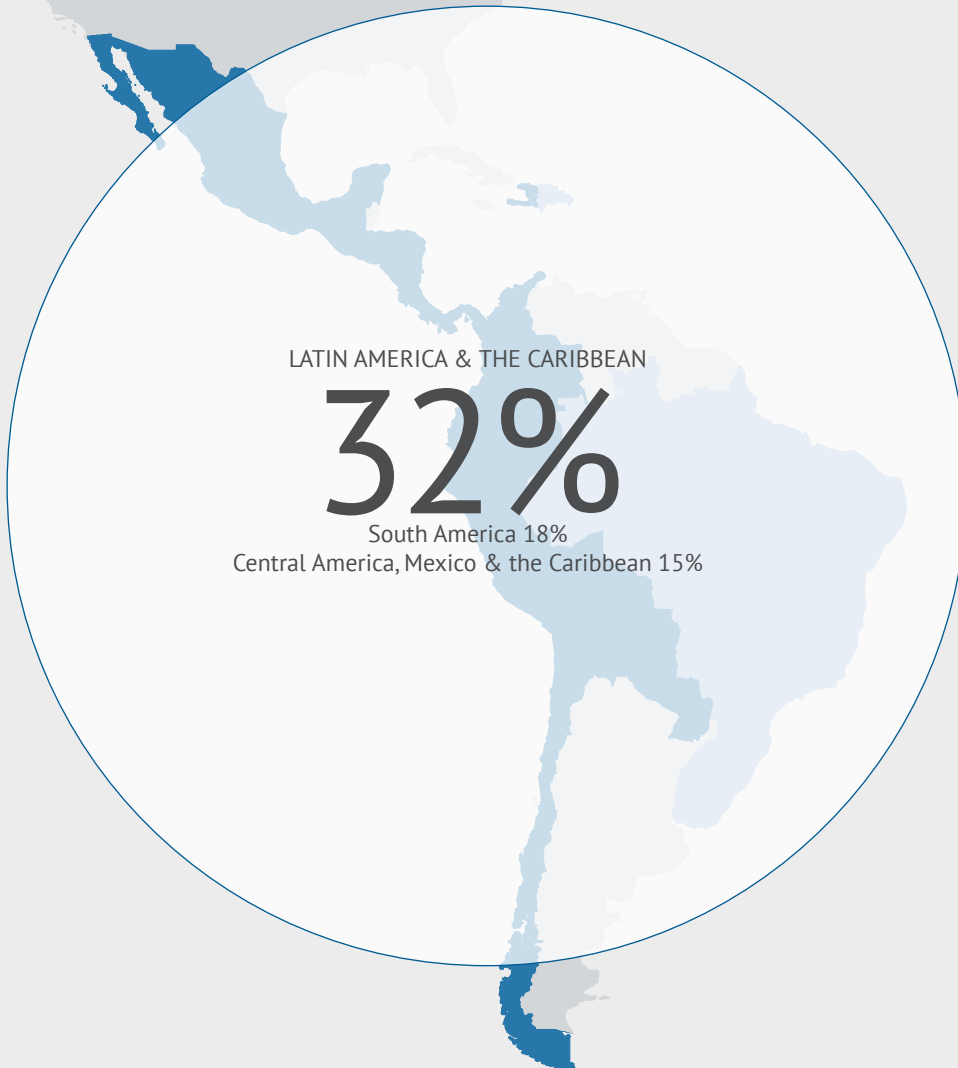 LATIN AMERICA & THE CARIBBEAN
32%
South America 18%
Central America, Mexico & the Caribbean 15%